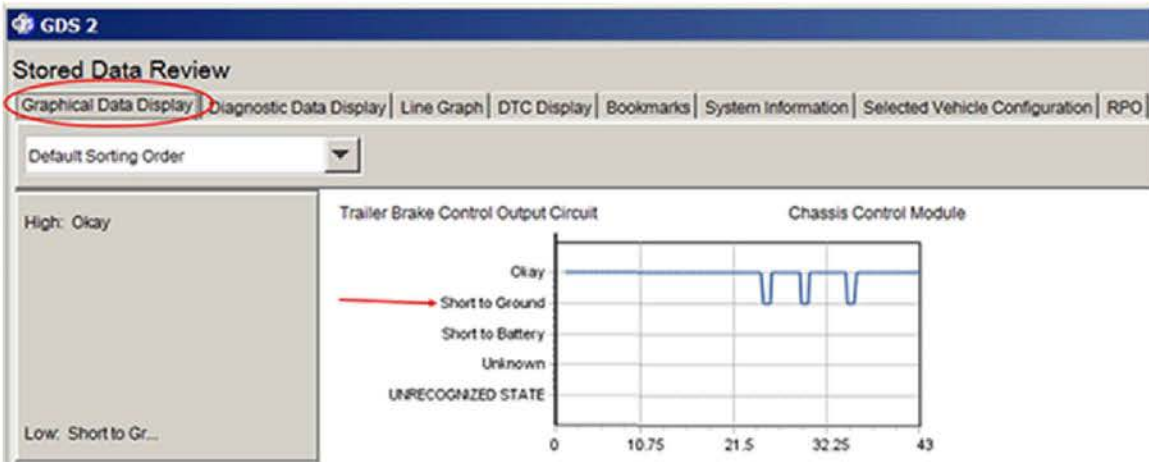 GDS 2
Stored Data Review
Graphical Data Display Diagnostic Data Display Line Graph DTC Display Bookmarks System Information Selected Vehicle Configuration RPO
Default Sorting Order
High: Okay
Low: Short to Gr...
Trailer Brake Control Output Circuit Chassis Control Module
Okay
Short to Ground
Short to Battery
Unknown
UNRECOGNIZED STATE
0 10.75 21.5 32.25 43